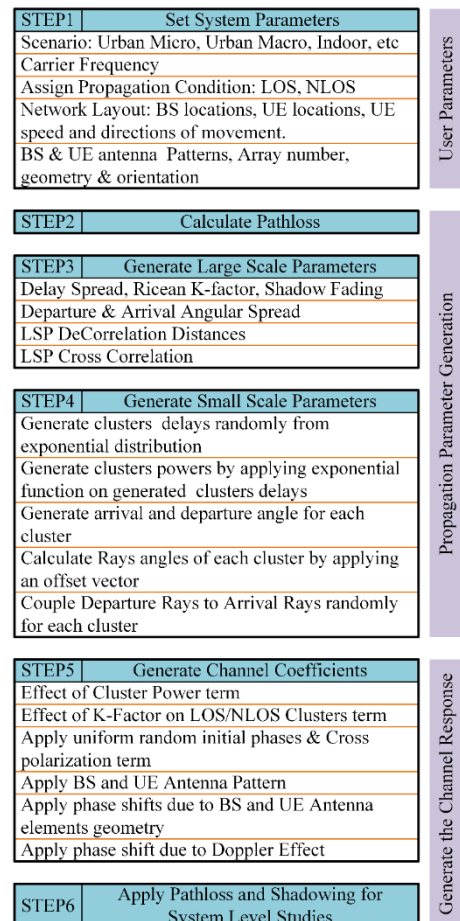 STEP1 Set System Parameters
Scenario: Urban Micro, Urban Macro, Indoor, etc
Carrier Frequency
Assign Propagation Condition: LOS, NLOS
Network Layout: BS locations, UE locations, UE
speed and directions of movement.
BS & UE antenna Patterns, Array number,
geometry & orientation
User Parameters
STEP2 Calculate Pathloss
STEP3 Generate Large Scale Parameters
Delay Spread, Ricean K-factor, Shadow Fading
Departure & Arrival Angular Spread
LSP DeCorrelation Distances
LSP Cross Correlation
STEP4 Generate Small Scale Parameters
Generate clusters delays randomly from
exponential distribution
Generate clusters powers by applying exponential
function on generated clusters delays
Generate arrival and departure angle for each
cluster
Calculate Rays angles of each cluster by applying
an offset vector
Couple Departure Rays to Arrival Rays randomly
for each cluster
Propagation Parameter Generation
STEP5 Generate Channel Coefficients
Effect of Cluster Power term
Effect of K-Factor on LOS/NLOS Clusters term
Apply uniform random initial phases & Cross
polarization term
Apply BS and UE Antenna Pattern
Apply phase shifts due to BS and UE Antenna
elements geometry
Apply phase shift due to Doppler Effect
STEP6 Apply Pathloss and Shadowing for
System Level Studies
Generate the Channel Response